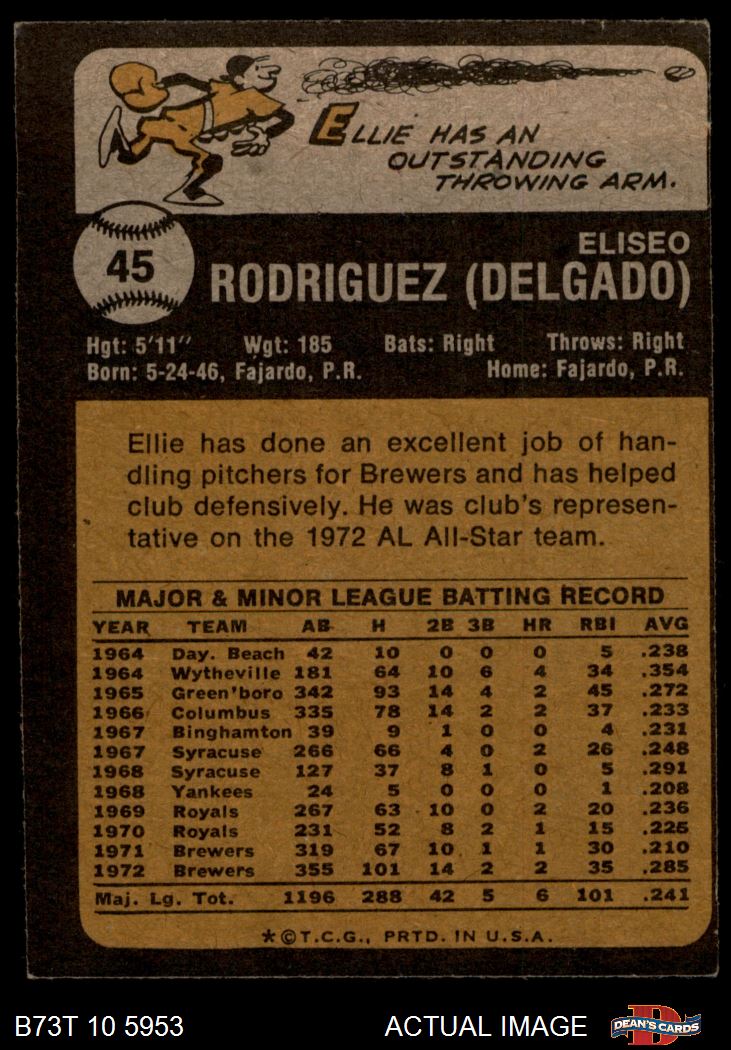 ELLIE HAS AN
OUTSTANDING
THROWING ARM.
45
ELISEO
RODRIGUEZ (DELGADO)
Hgt: 5'11" Wgt: 185 Bats: Right Throws: Right
Born: 5-24-46, Fajardo, P.R. Home: Fajardo, P.R.
Ellie has done an excellent job of han-
dling pitchers for Brewers and has helped
club defensively. He was club's represen-
tative on the 1972 AL All-Star team.
MAJOR & MINOR LEAGUE BATTING RECORD
YEAR TEAM AB H 2B 3B HR RBI AVG
1964 Day. Beach 42 10 0 0 0 5 .238
1964 Wytheville 181 64 10 6 4 34 .354
1965 Green'boro 342 93 14 4 2 45 .272
1966 Columbus 335 78 14 2 2 37 .233
1967 Binghamton 39 9 1 0 0 4 .231
1967 Syracuse 266 66 4 0 2 26 .248
1968 Syracuse 127 37 8 1 0 5 .291
1968 Yankees 24 5 0 0 0 1 .208
1969 Royals 267 63 10 0 2 20 .236
1970 Royals 231 52 8 2 1 15 .225
1971 Brewers 319 67 10 1 1 30 .210
1972 Brewers 355 101 14 2 2 35 .285
Maj. Lg. Tot. 1196 288 42 5 6 101 .241
*©T.C.G., PRTD. IN U.S.A.
B73T 10 5953 ACTUAL IMAGE DEAN'S CARDS